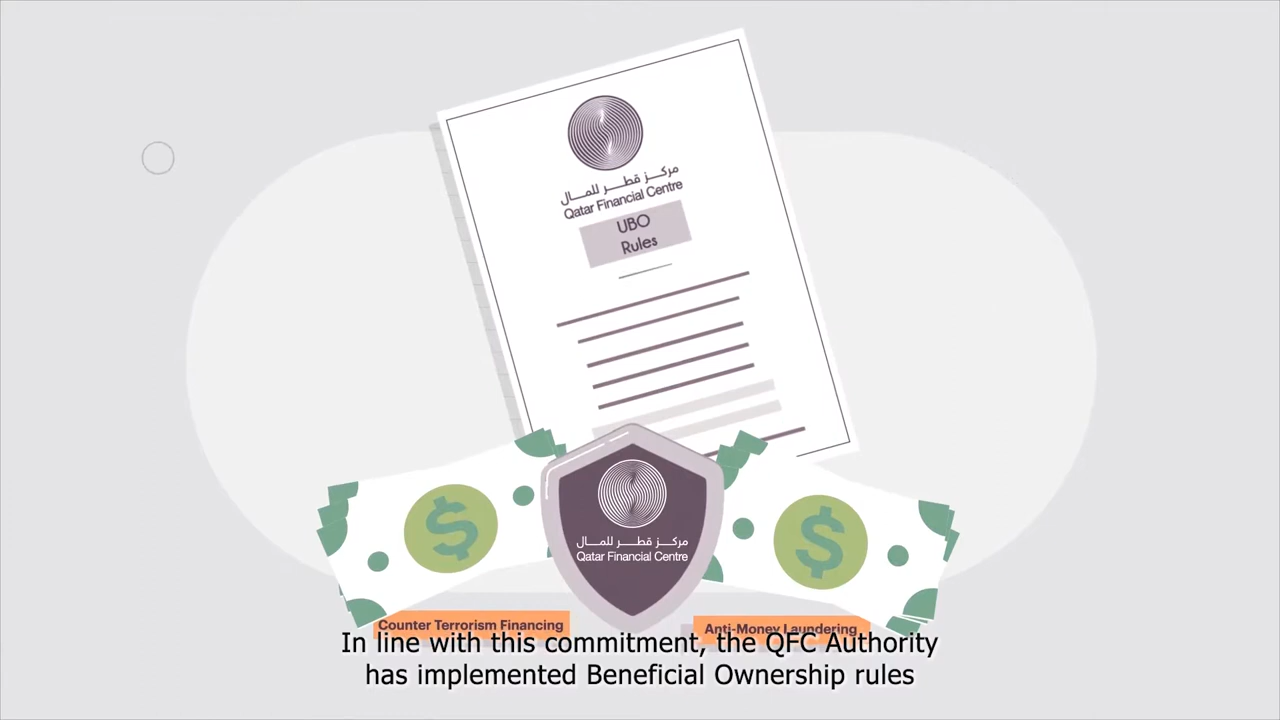 مركز قطر للمال
Qatar Financial Centre
UBO
Rules
مركز قطر للمال
Qatar Financial Centre
Counter Terrorism Financing
Anti-Money Laundering
In line with this commitment, the QFC Authority
has implemented Beneficial Ownership rules